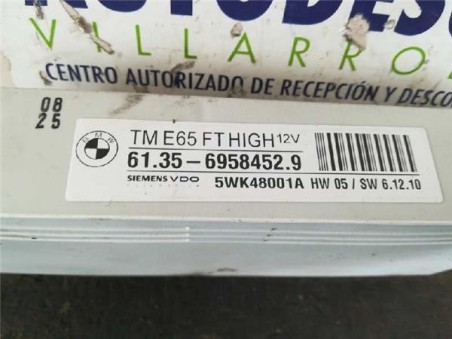 VILLARRO
CENTRO AUTORIZADO DE RECEPCIÓN Y DESCO
08
25
BMW
TM E65 FT HIGH 12V
61.35-6958452.9
SIEMENS VDO 5WK48001A HW 05 / SW 6.12.10